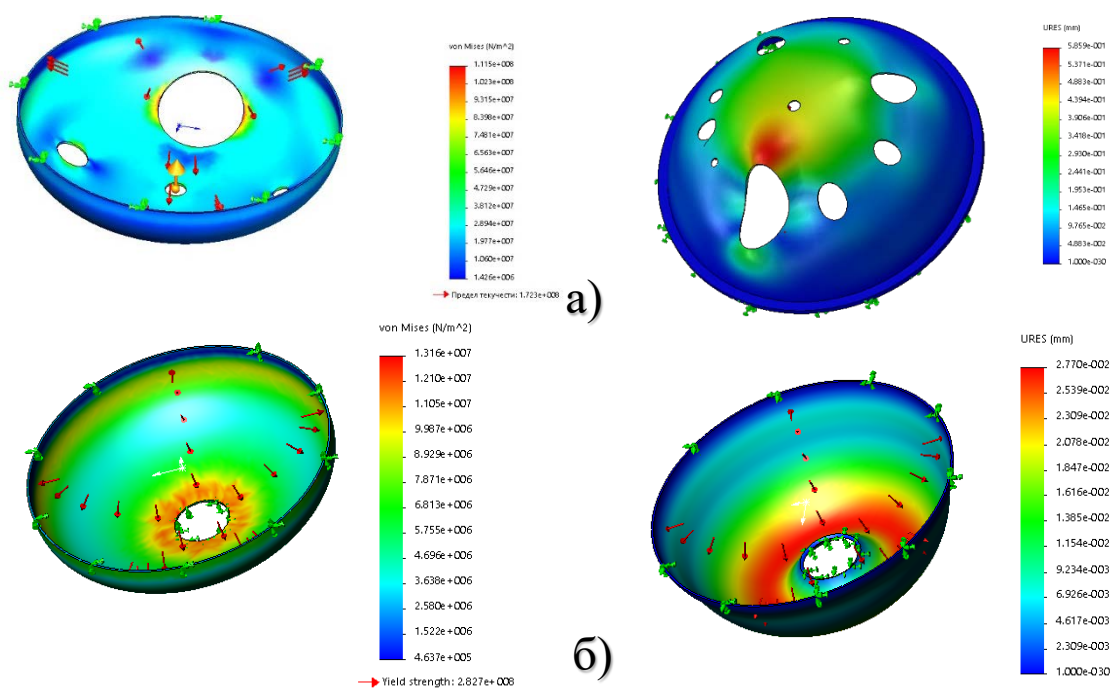 von Mises (N/m^2)
1.115e+008
1.023e+008
9.315e+007
8.398e+007
7.481e+007
6.563e+007
5.646e+007
4.729e+007
3.812e+007
2.894e+007
1.977e+007
1.060e+007
1.426e+006
Предел текучести: 1.723e+008
URES (mm)
5.859e-001
5.371e-001
4.883e-001
4.394e-001
3.906e-001
3.418e-001
2.930e-001
2.441e-001
1.953e-001
1.465e-001
9.765e-002
4.883e-002
1.000e-030
а)
von Mises (N/m^2)
1.316e+007
1.210e+007
1.105e+007
9.987e+006
8.929e+006
7.871e+006
6.813e+006
5.755e+006
4.696e+006
3.638e+006
2.580e+006
1.522e+006
4.637e+005
Yield strength: 2.827e+008
URES (mm)
2.770e-002
2.539e-002
2.309e-002
2.078e-002
1.847e-002
1.616e-002
1.385e-002
1.154e-002
9.234e-003
6.926e-003
4.617e-003
2.309e-003
1.000e-030
б)